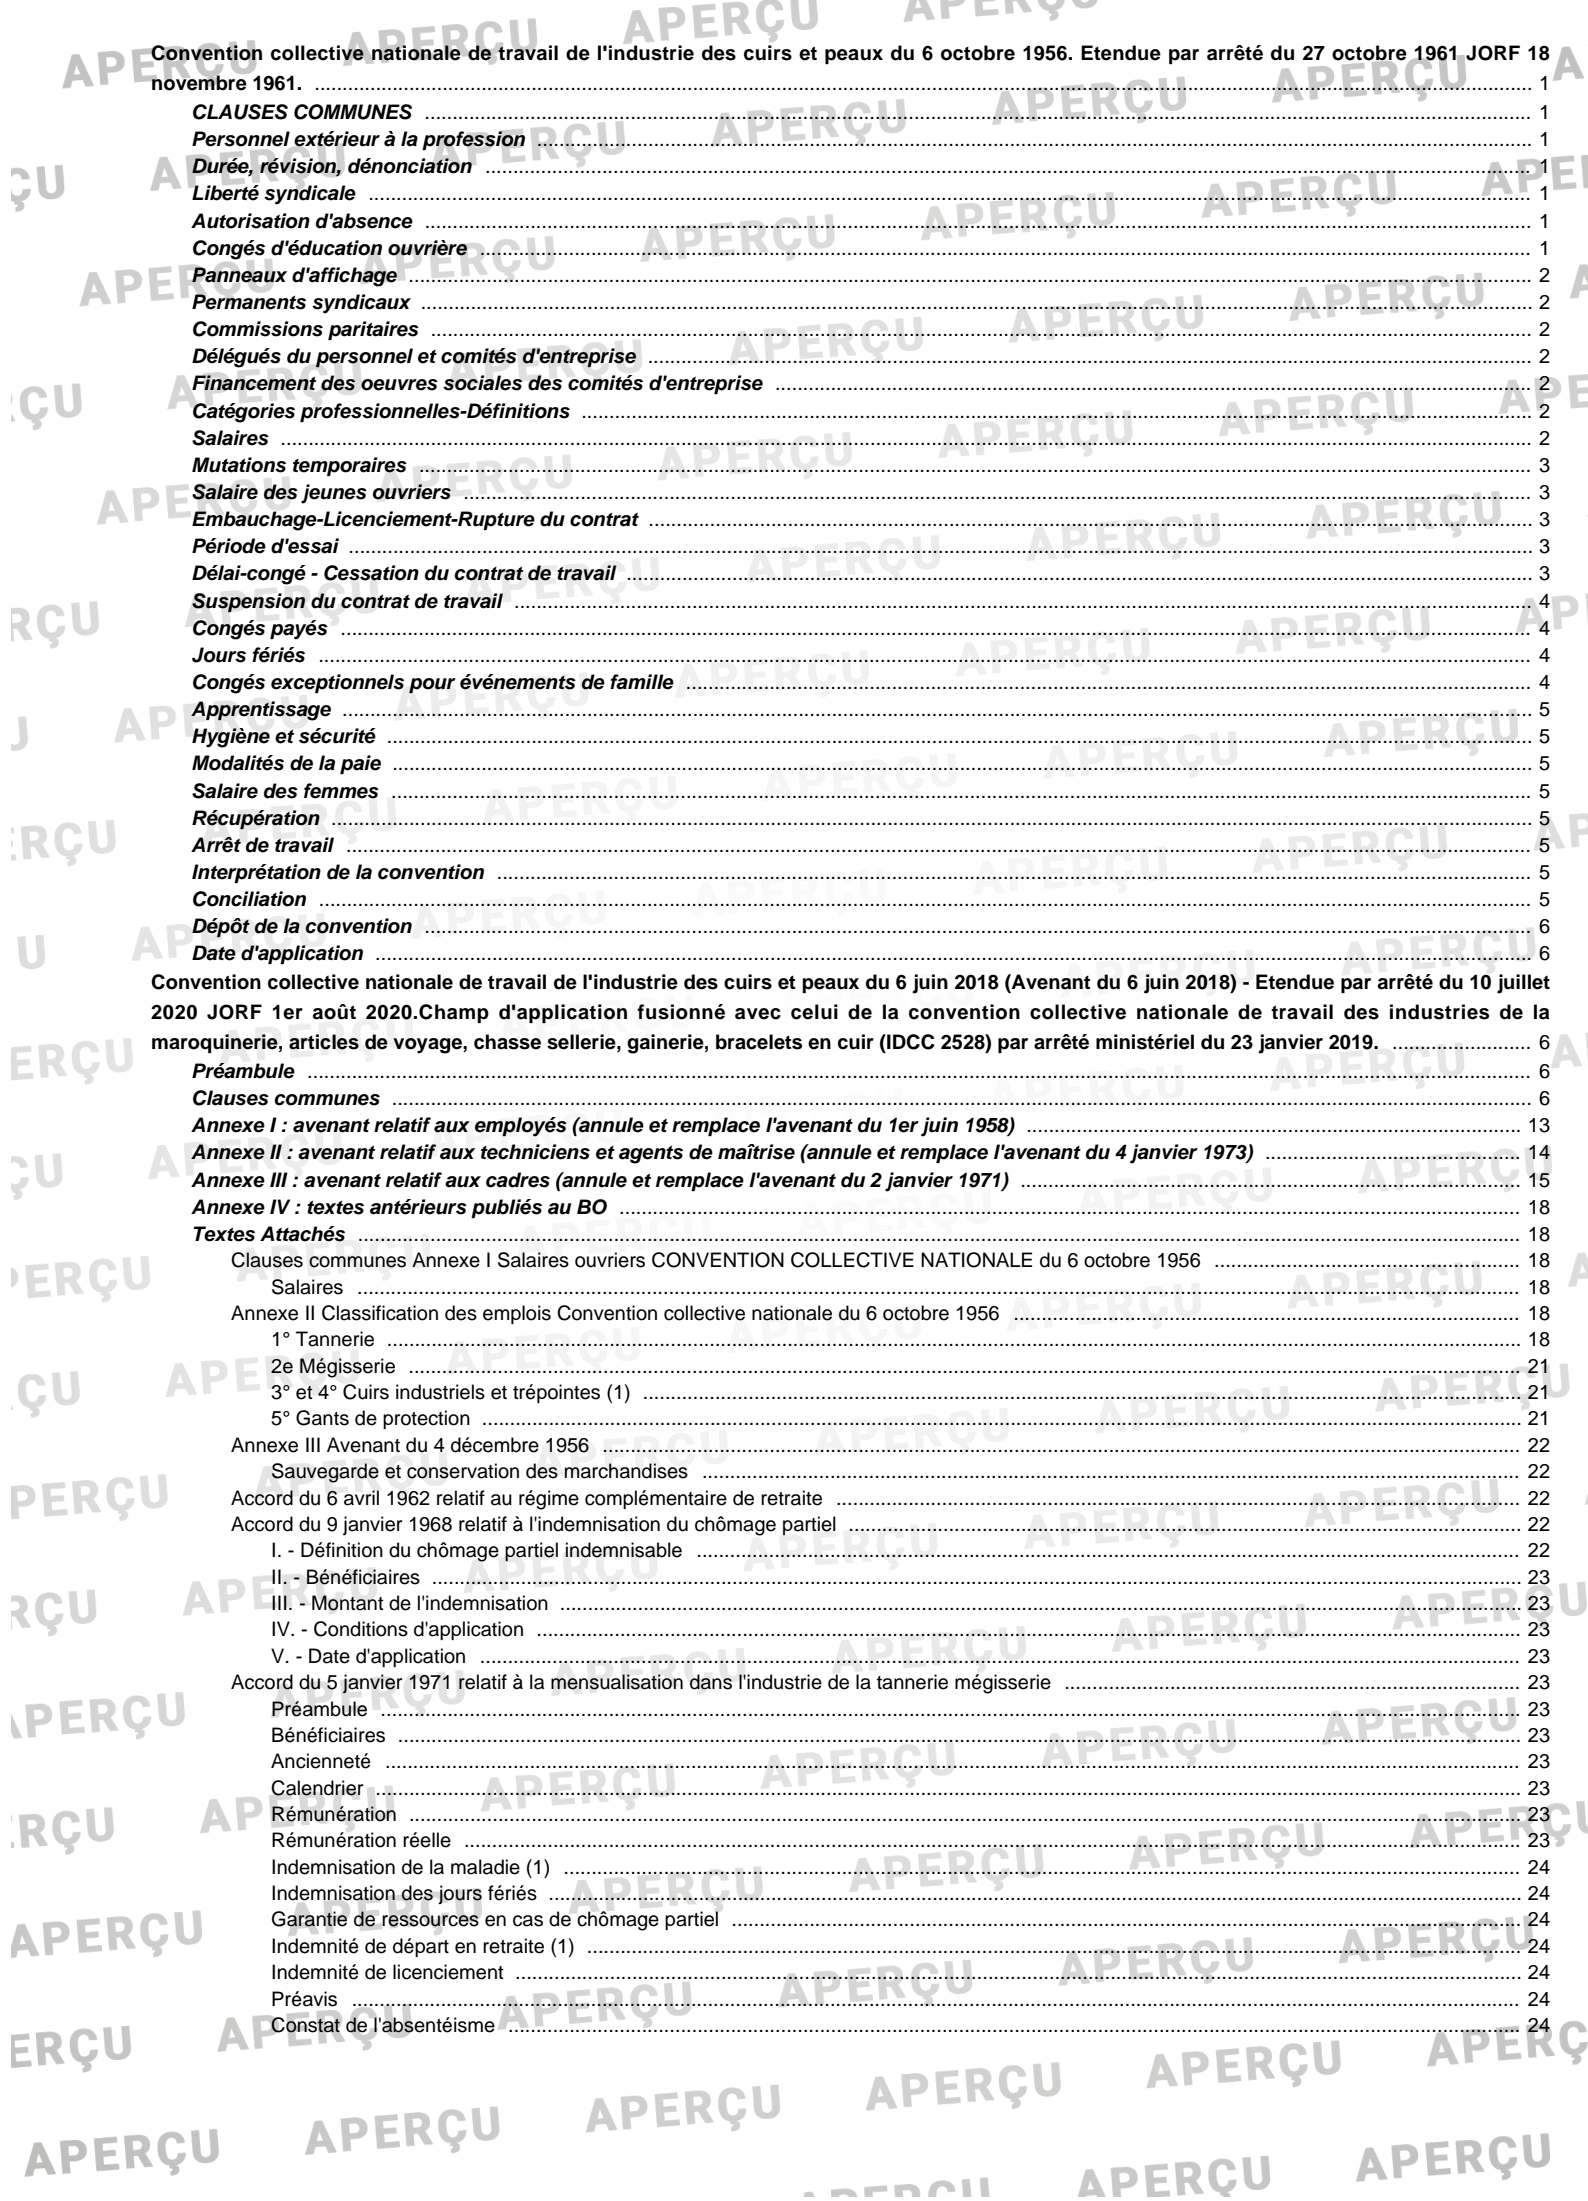 Convention collective nationale de travail de l'industrie des cuirs et peaux du 6 octobre 1956. Etendue par arrêté du 27 octobre 1961 JORF 18
novembre 1961. 1
CLAUSES COMMUNES 1
Personnel extérieur à la profession 1
Durée, révision, dénonciation 1
Liberté syndicale 1
Autorisation d'absence 1
Congés d'éducation ouvrière 1
Panneaux d'affichage 2
Permanents syndicaux 2
Commissions paritaires 2
Délégués du personnel et comités d'entreprise 2
Financement des oeuvres sociales des comités d'entreprise 2
Catégories professionnelles-Définitions 2
Salaires 2
Mutations temporaires 3
Salaire des jeunes ouvriers 3
Embauchage-Licenciement-Rupture du contrat 3
Période d'essai 3
Délai-congé - Cessation du contrat de travail 3
Suspension du contrat de travail 4
Congés payés 4
Jours fériés 4
Congés exceptionnels pour événements de famille 4
Apprentissage 5
Hygiène et sécurité 5
Modalités de la paie 5
Salaire des femmes 5
Récupération 5
Arrêt de travail 5
Interprétation de la convention 5
Conciliation 5
Dépôt de la convention 6
Date d'application 6
Convention collective nationale de travail de l'industrie des cuirs et peaux du 6 juin 2018 (Avenant du 6 juin 2018) - Etendue par arrêté du 10 juillet
2020 JORF 1er août 2020.Champ d'application fusionné avec celui de la convention collective nationale de travail des industries de la
maroquinerie, articles de voyage, chasse sellerie, gainerie, bracelets en cuir (IDCC 2528) par arrêté ministériel du 23 janvier 2019. 6
Préambule 6
Clauses communes 6
Annexe I : avenant relatif aux employés (annule et remplace l'avenant du 1er juin 1958) 13
Annexe II : avenant relatif aux techniciens et agents de maîtrise (annule et remplace l'avenant du 4 janvier 1973) 14
Annexe III : avenant relatif aux cadres (annule et remplace l'avenant du 2 janvier 1971) 15
Annexe IV : textes antérieurs publiés au BO 18
Textes Attachés 18
Clauses communes Annexe I Salaires ouvriers CONVENTION COLLECTIVE NATIONALE du 6 octobre 1956 18
Salaires 18
Annexe II Classification des emplois Convention collective nationale du 6 octobre 1956 18
1° Tannerie 18
2e Mégisserie 21
3° et 4° Cuirs industriels et trépointes (1) 21
5° Gants de protection 21
Annexe III Avenant du 4 décembre 1956 22
Sauvegarde et conservation des marchandises 22
Accord du 6 avril 1962 relatif au régime complémentaire de retraite 22
Accord du 9 janvier 1968 relatif à l'indemnisation du chômage partiel 22
I. - Définition du chômage partiel indemnisable 22
II. - Bénéficiaires 23
III. - Montant de l'indemnisation 23
IV. - Conditions d'application 23
V. - Date d'application 23
Accord du 5 janvier 1971 relatif à la mensualisation dans l'industrie de la tannerie mégisserie 23
Préambule 23
Bénéficiaires 23
Ancienneté 23
Calendrier 23
Rémunération 23
Rémunération réelle 23
Indemnisation de la maladie (1) 24
Indemnisation des jours fériés 24
Garantie de ressources en cas de chômage partiel 24
Indemnité de départ en retraite (1) 24
Indemnité de licenciement 24
Préavis 24
Constat de l'absentéisme 24
APERÇU